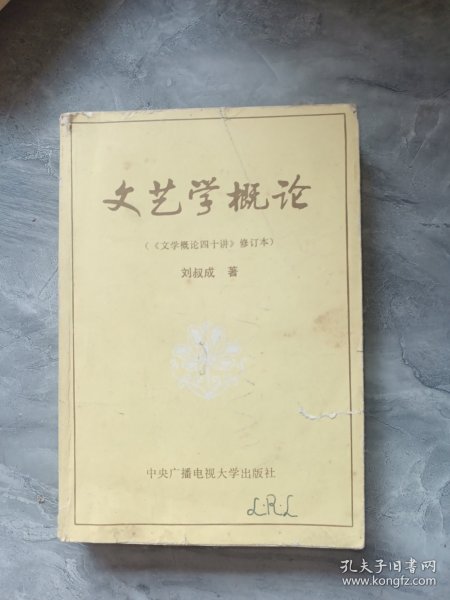 文艺学概论
(《文学概论四十讲》修订本)
刘叔成 著
中央广播电视大学出版社
L.R.L
孔夫子旧书网
www.kongfz.com